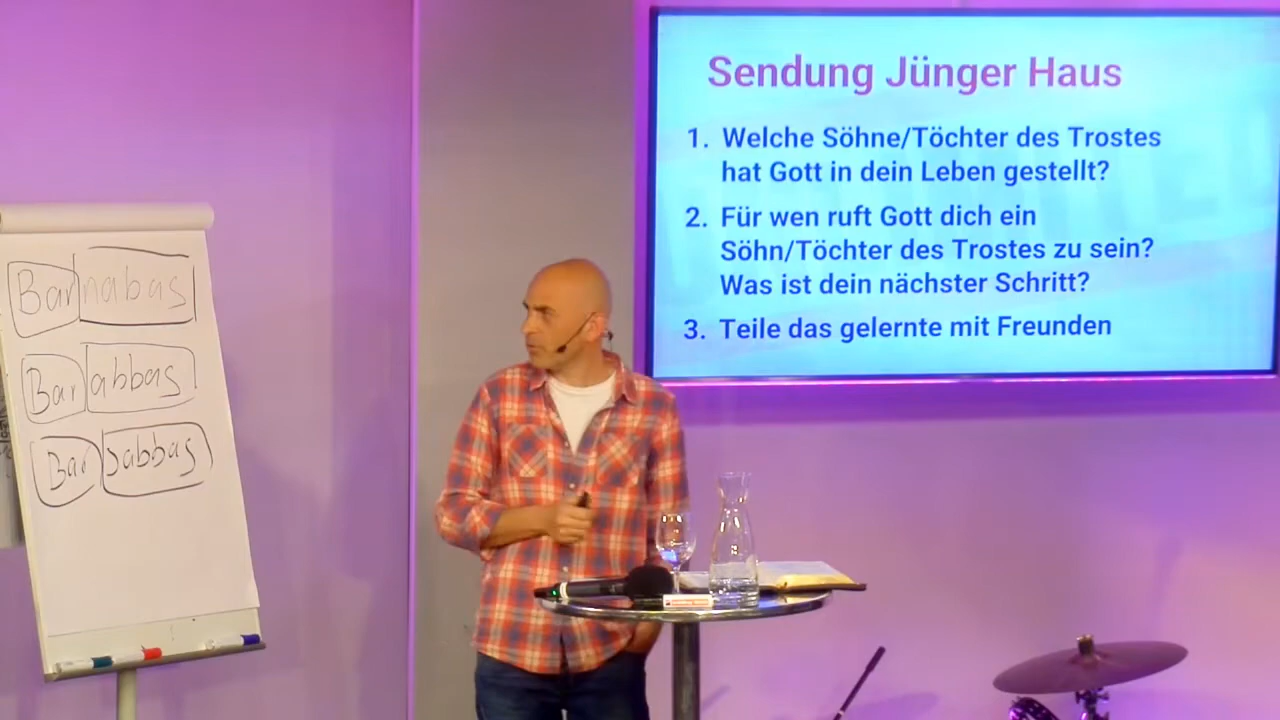 Barnabas
Barabbas
Barsabbas
Sendung Jünger Haus
1. Welche Söhne/Töchter des Trostes
hat Gott in dein Leben gestellt?
2. Für wen ruft Gott dich ein
Söhn/Töchter des Trostes zu sein?
Was ist dein nächster Schritt?
3. Teile das gelernte mit Freunden